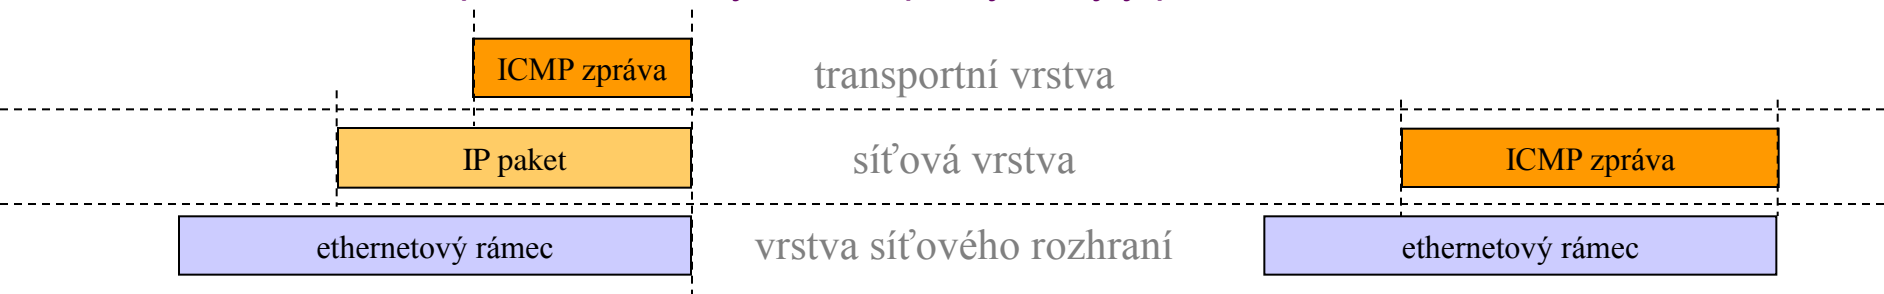 ICMP zpráva transportní vrstva
IP paket síťová vrstva ICMP zpráva
ethernetový rámec vrstva síťového rozhraní ethernetový rámec